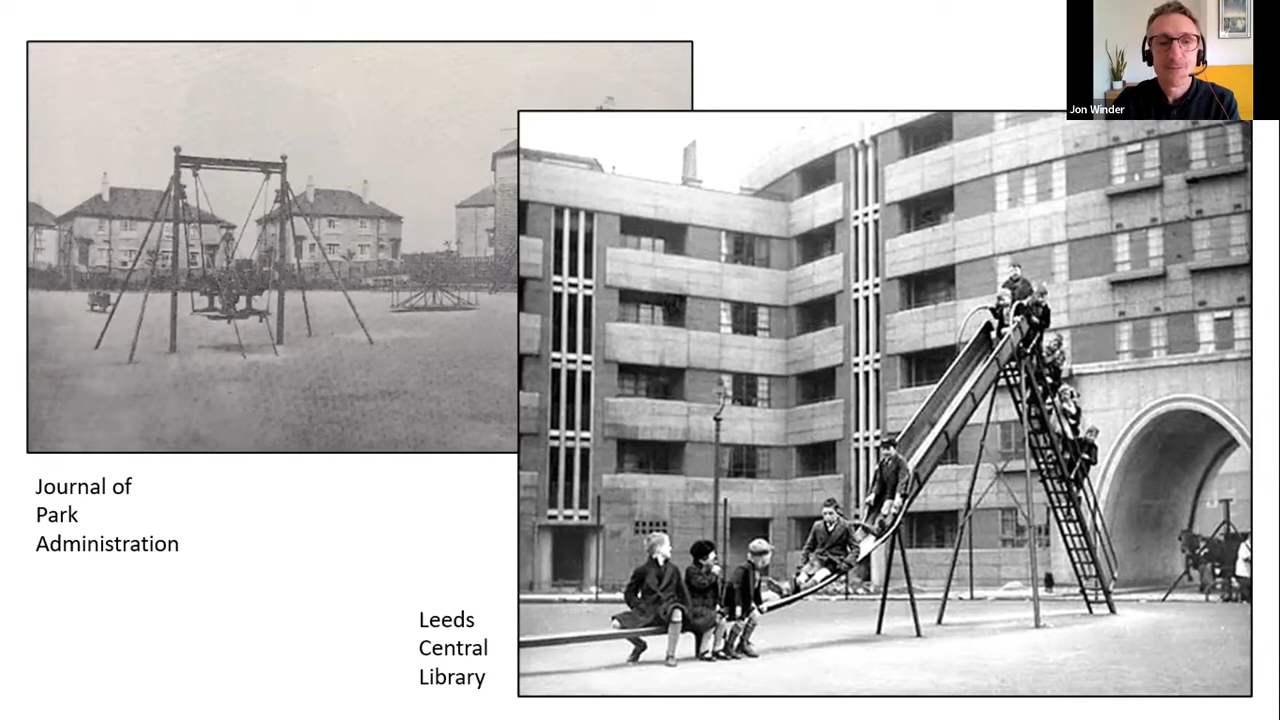 Jon Winder
Journal of
Park
Administration
Leeds
Central
Library